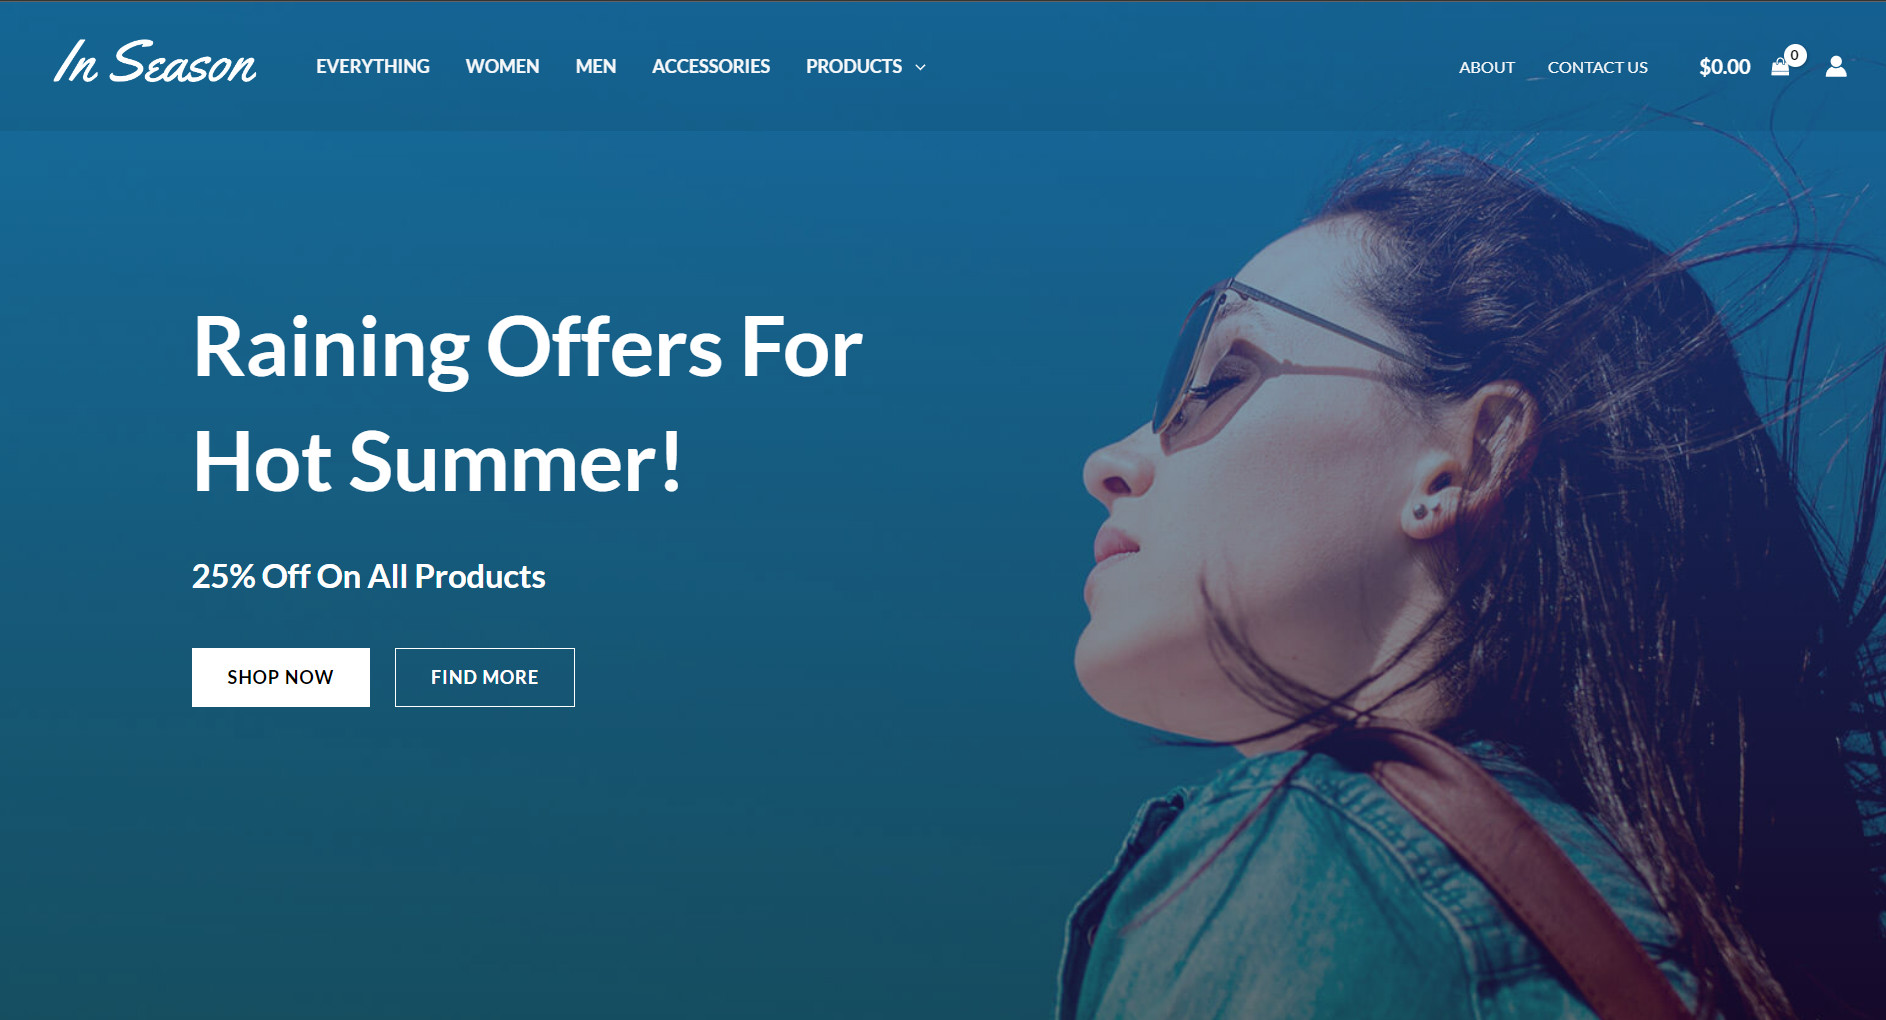 In Season
EVERYTHING WOMEN MEN ACCESSORIES PRODUCTS
ABOUT CONTACT US $0.00 0
Raining Offers For
Hot Summer!
25% Off On All Products
SHOP NOW FIND MORE